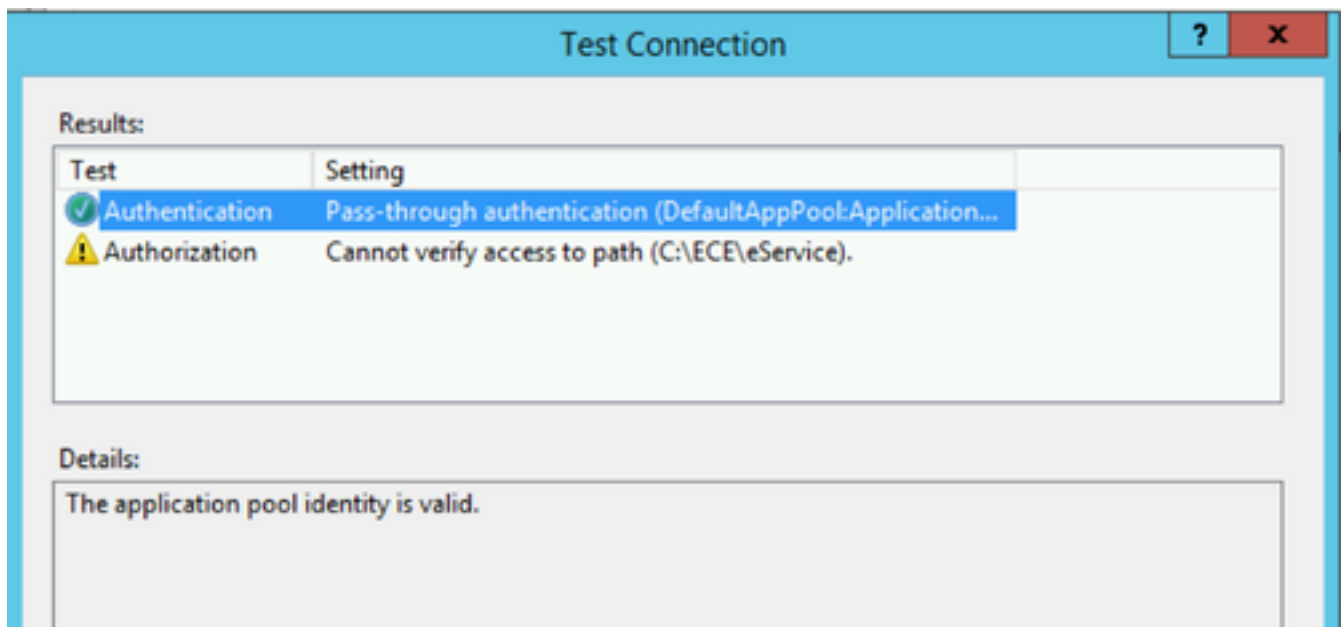 Test Connection
? x
Results:
Test Setting
Authentication Pass-through authentication (DefaultAppPool:Application...
Authorization Cannot verify access to path (C:\ECE\eService).
Details:
The application pool identity is valid.